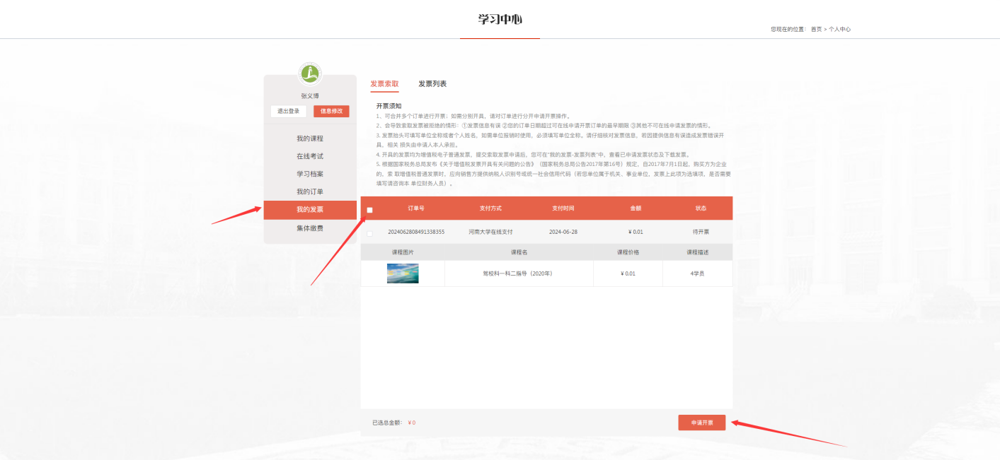 学习中心
您现在的位置： 首页 > 个人中心
张义博
退出登录
信息修改
我的课程
在线考试
学习档案
我的订单
我的发票
集体缴费
发票索取 发票列表
开票须知
1、可合并多个订单进行开票；如需分别开具，请对订单进行分开申请开票操作。
2、会导致索取发票被拒绝的情形：①发票信息有误 ②您的订单日期超过可在线申请开票订单的最早期限 ③其他不可在线申请发票的情形。
3. 发票抬头可填写单位全称或者个人姓名，如需单位报销时使用，必须填写单位全称。请仔细核对发票信息，若因提供信息有误造成发票错误开
具，相关 损失由申请人本人承担。
4. 开具的发票均为增值税电子普通发票，提交索取发票申请后，您可在"我的发票-发票列表"中，查看已申请发票状态及下载发票。
5. 根据国家税务总局发布《关于增值税发票开具有关问题的公告》（国家税务总局公告2017年第16号）规定，自2017年7月1日起，购买方为企业
的，索 取增值税普通发票时，应向销售方提供纳税人识别号或统一社会信用代码（若您单位属于机关、事业单位，发票上此项为选填项，是否需要
填写请咨询本 单位财务人员）。
订单号 支付方式 支付时间 金额 状态
2024062808491338355 河南大学在线支付 2024-06-28 ¥ 0.01 待开票
课程图片 课程名 课程价格 课程描述
驾校科一科二指导（2020年） ¥ 0.01 4学员
已选总金额： ¥ 0
申请开票